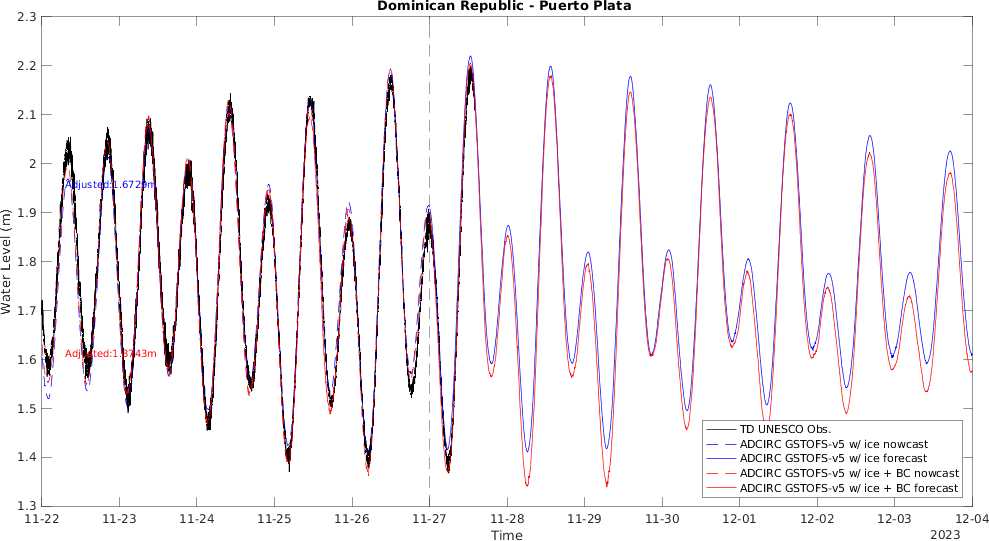 Dominican Republic - Puerto Plata
2.3
2.2
2.1
2
1.9
1.8
1.7
1.6
1.5
1.4
1.3
Water Level (m)
Adjusted:1.6729m
TD UNESCO Obs.
ADCIRC GSTOFS-v5 w/ ice nowcast
ADCIRC GSTOFS-v5 w/ ice forecast
ADCIRC GSTOFS-v5 w/ ice + BC nowcast
ADCIRC GSTOFS-v5 w/ ice + BC forecast
11-22
11-23
11-24
11-25
11-26
11-27
11-28
11-29
11-30
12-01
12-02
12-03
12-04
Time
2023